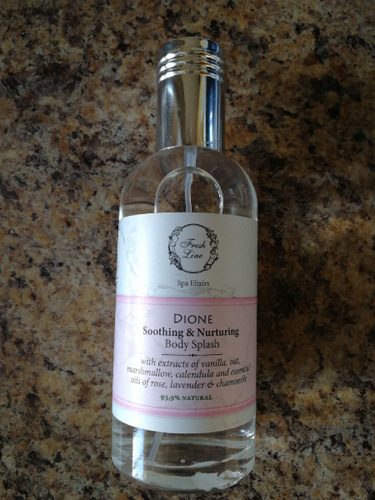 Fresh
Line
Spa Elixirs
DIONE
Soothing & Nurturing
Body Splash
with extracts of vanilla, oat,
marshmallow, calendula and essential
oils of rose, lavender & chamomile
93,9% NATURAL